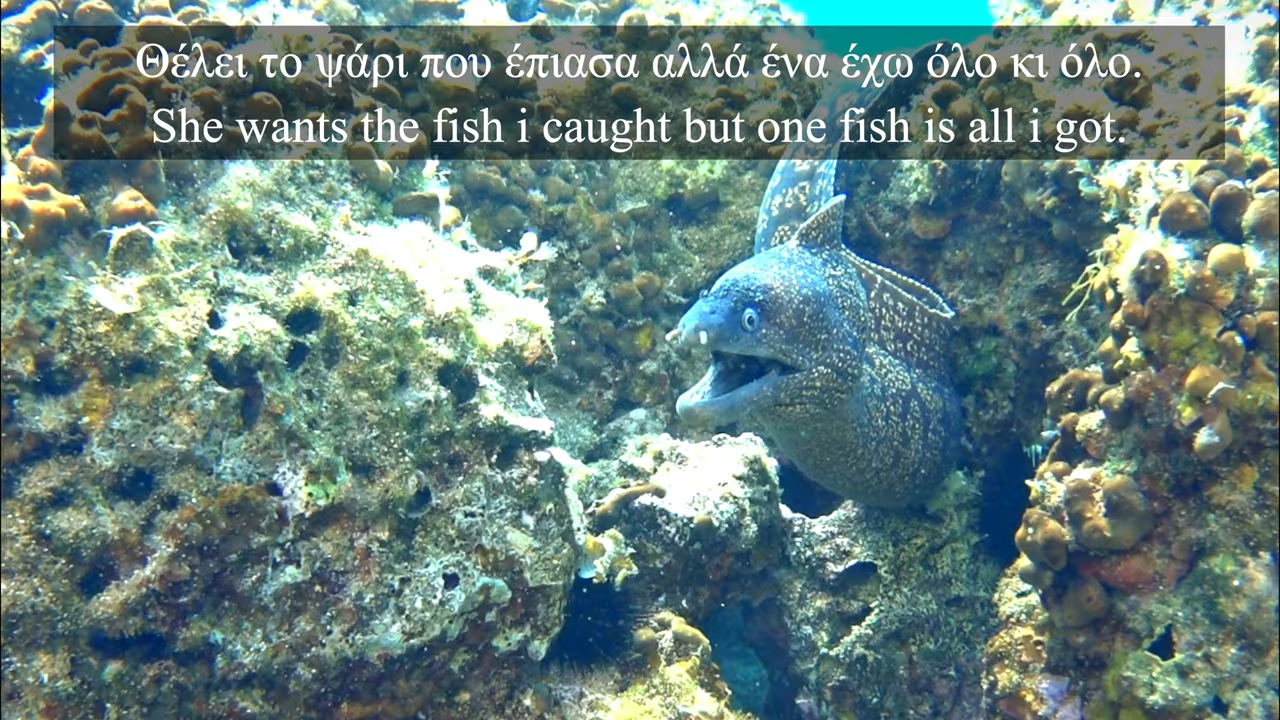 Θέλει το ψάρι που έπιασα αλλά ένα έχω όλο κι όλο.
She wants the fish i caught but one fish is all i got.